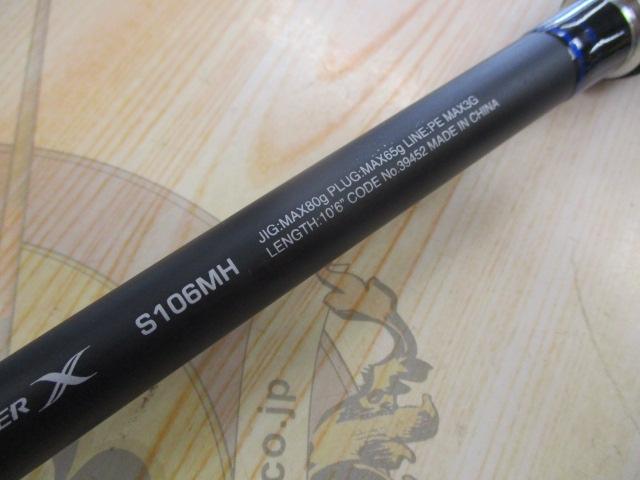 JIG:MAX80g PLUG:MAX65g LINE:PE MAX3G
LENGTH:10'6" CODE No.39452 MADE IN CHINA
S106MH
ER X
co.jp